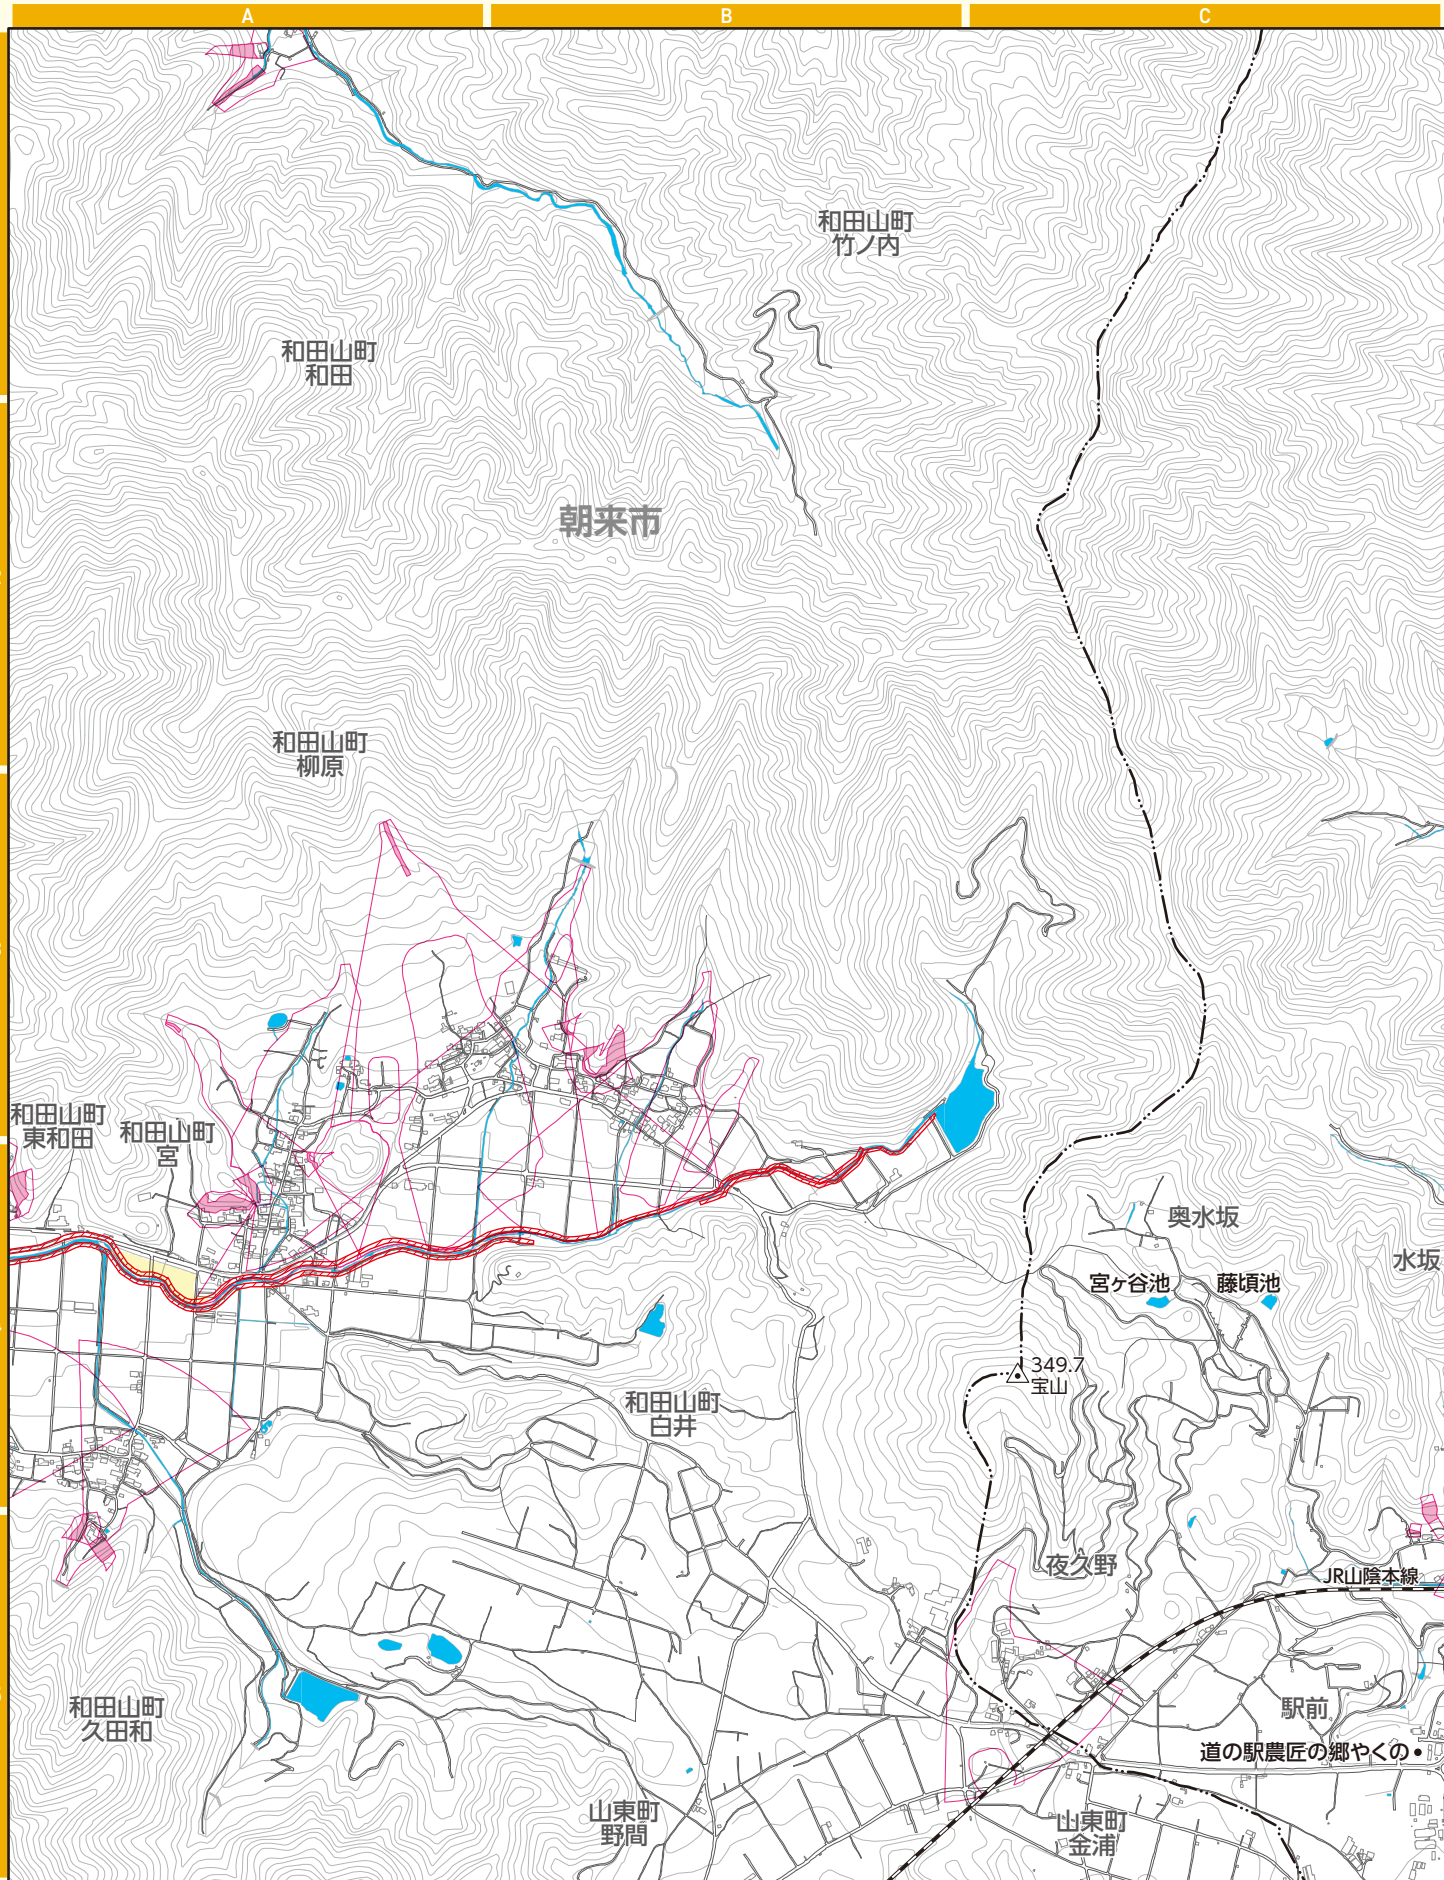 A
B
C
和田山町
竹ノ内
和田山町
和田
朝来市
和田山町
柳原
和田山町
東和田
和田山町
宮
奥水坂
水坂
宮ヶ谷池
藤頃池
349.7
宝山
和田山町
白井
夜久野
JR山陰本線
和田山町
久田和
駅前
道の駅農匠の郷やくの
山東町
野間
山東町
金浦